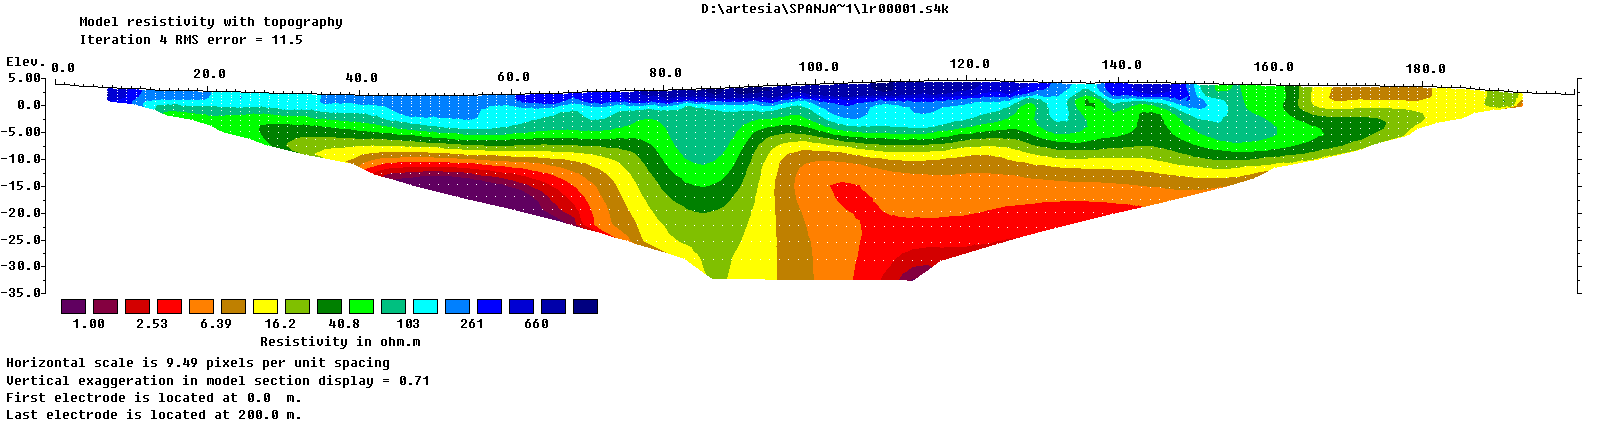 D:\artesia\SPANJA~1\lr00001.s4k
Model resistivity with topography
Iteration 4 RMS error = 11.5
Elev. 0.0 20.0 40.0 60.0 80.0 100.0 120.0 140.0 160.0 180.0
5.00
0.0
-5.00
-10.0
-15.0
-20.0
-25.0
-30.0
-35.0
1.00 2.53 6.39 16.2 40.8 103 261 660
Resistivity in ohm.m
Horizontal scale is 9.49 pixels per unit spacing
Vertical exaggeration in model section display = 0.71
First electrode is located at 0.0 m.
Last electrode is located at 200.0 m.